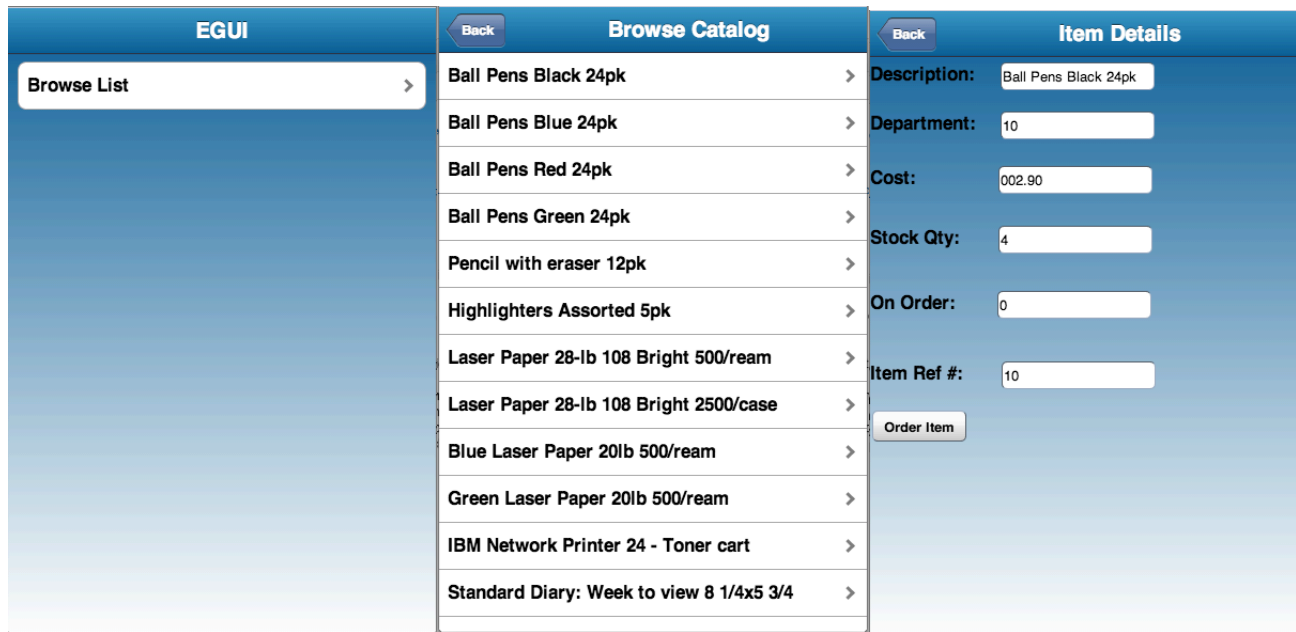 EGUI
Browse List
Back
Browse Catalog
Ball Pens Black 24pk
Ball Pens Blue 24pk
Ball Pens Red 24pk
Ball Pens Green 24pk
Pencil with eraser 12pk
Highlighters Assorted 5pk
Laser Paper 28-lb 108 Bright 500/ream
Laser Paper 28-lb 108 Bright 2500/case
Blue Laser Paper 20lb 500/ream
Green Laser Paper 20lb 500/ream
IBM Network Printer 24 - Toner cart
Standard Diary: Week to view 8 1/4x5 3/4
Back
Item Details
Description: Ball Pens Black 24pk
Department: 10
Cost: 002.90
Stock Qty: 4
On Order: 0
Item Ref #: 10
Order Item